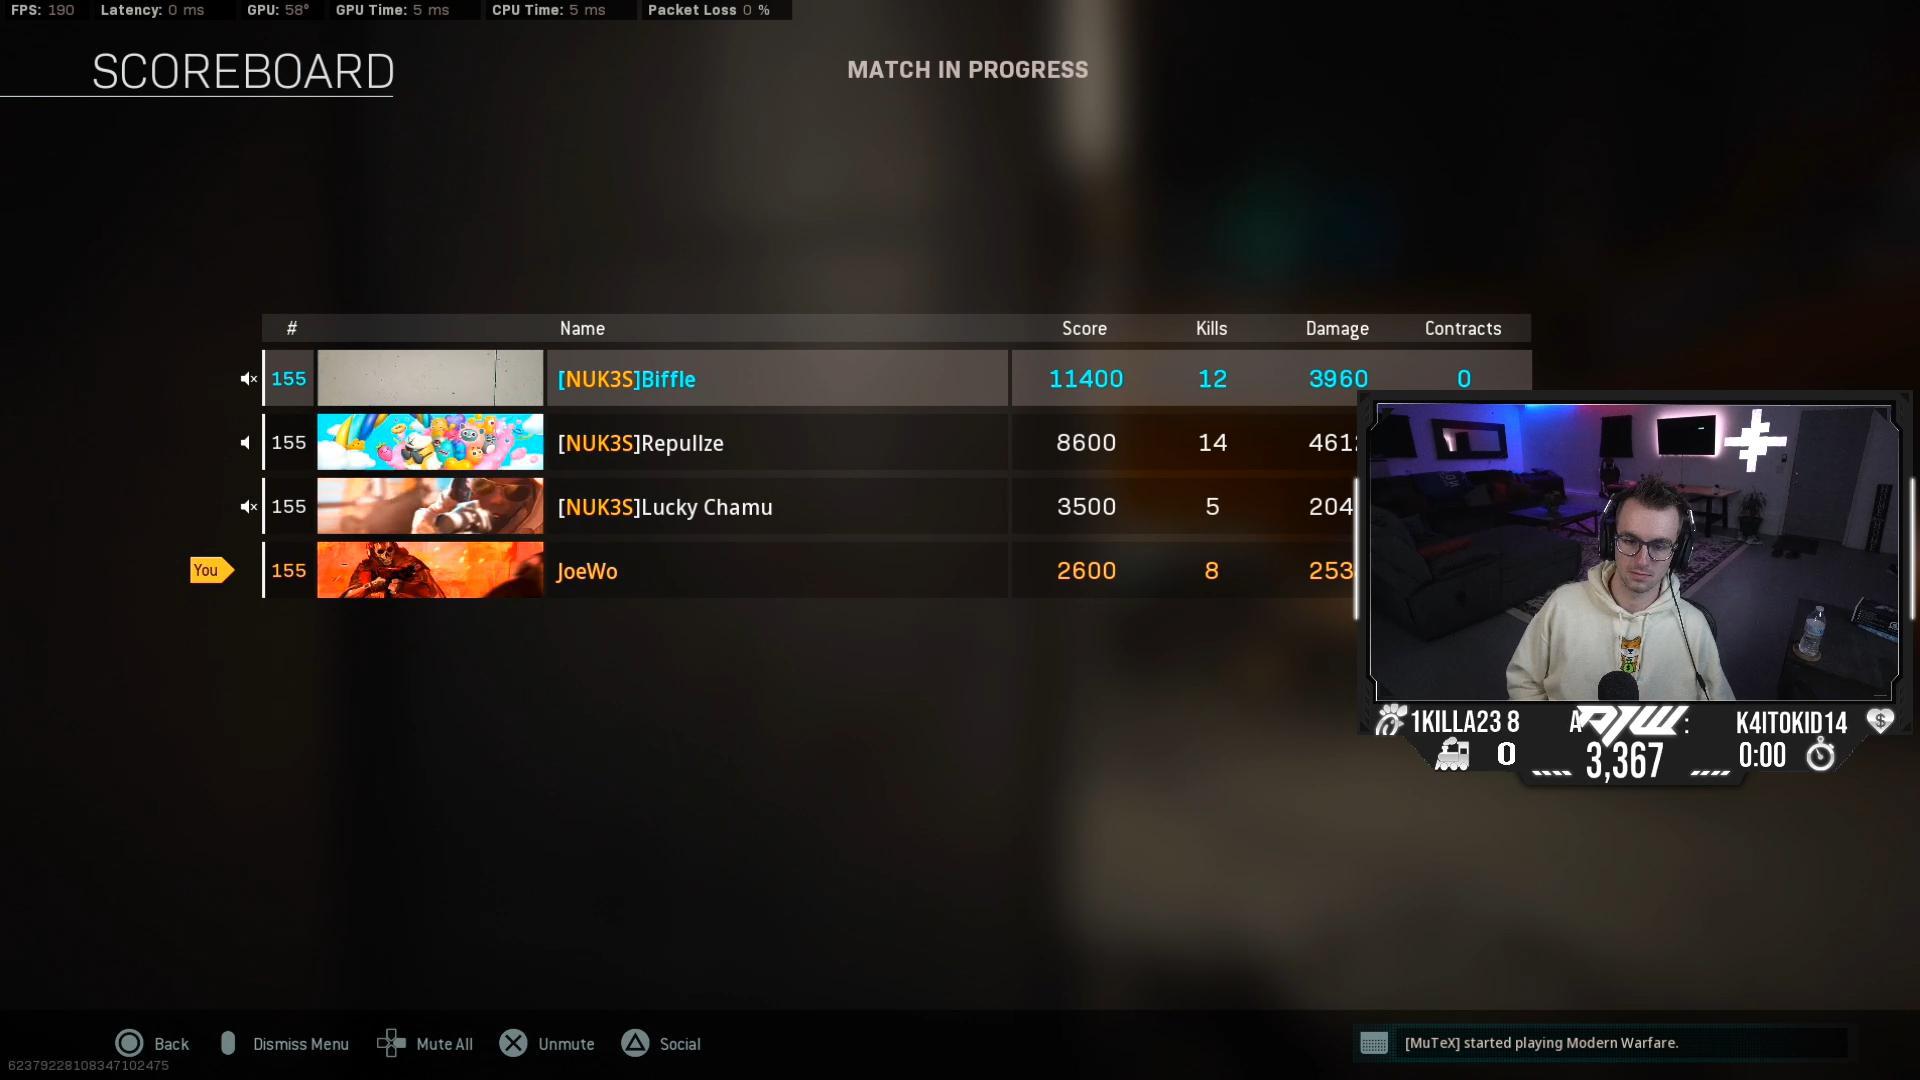 FPS: 190 Latency: 0 ms GPU: 58° GPU Time: 5 ms CPU Time: 5 ms Packet Loss 0 %
SCOREBOARD
MATCH IN PROGRESS
# Name Score Kills Damage Contracts
155 [NUK3S]Biffle 11400 12 3960 0
155 [NUK3S]Repullze 8600 14 461
155 [NUK3S]Lucky Chamu 3500 5 204
You 155 JoeWo 2600 8 253
1KILLA23 8 A AJW : K4ITOKID14
0 3,367 0:00
Back Dismiss Menu Mute All Unmute Social
[MuTeX] started playing Modern Warfare.
62379228108347102475